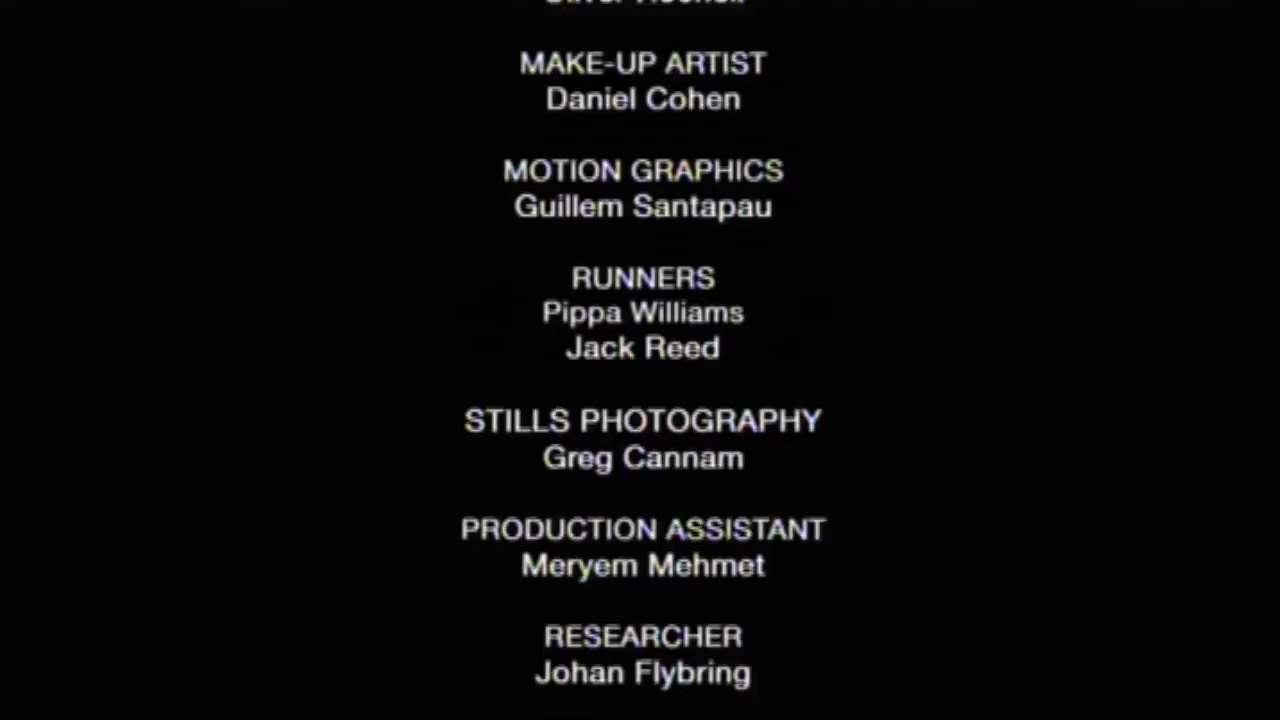 MAKE-UP ARTIST
Daniel Cohen
MOTION GRAPHICS
Guillem Santapau
RUNNERS
Pippa Williams
Jack Reed
STILLS PHOTOGRAPHY
Greg Cannam
PRODUCTION ASSISTANT
Meryem Mehmet
RESEARCHER
Johan Flybring